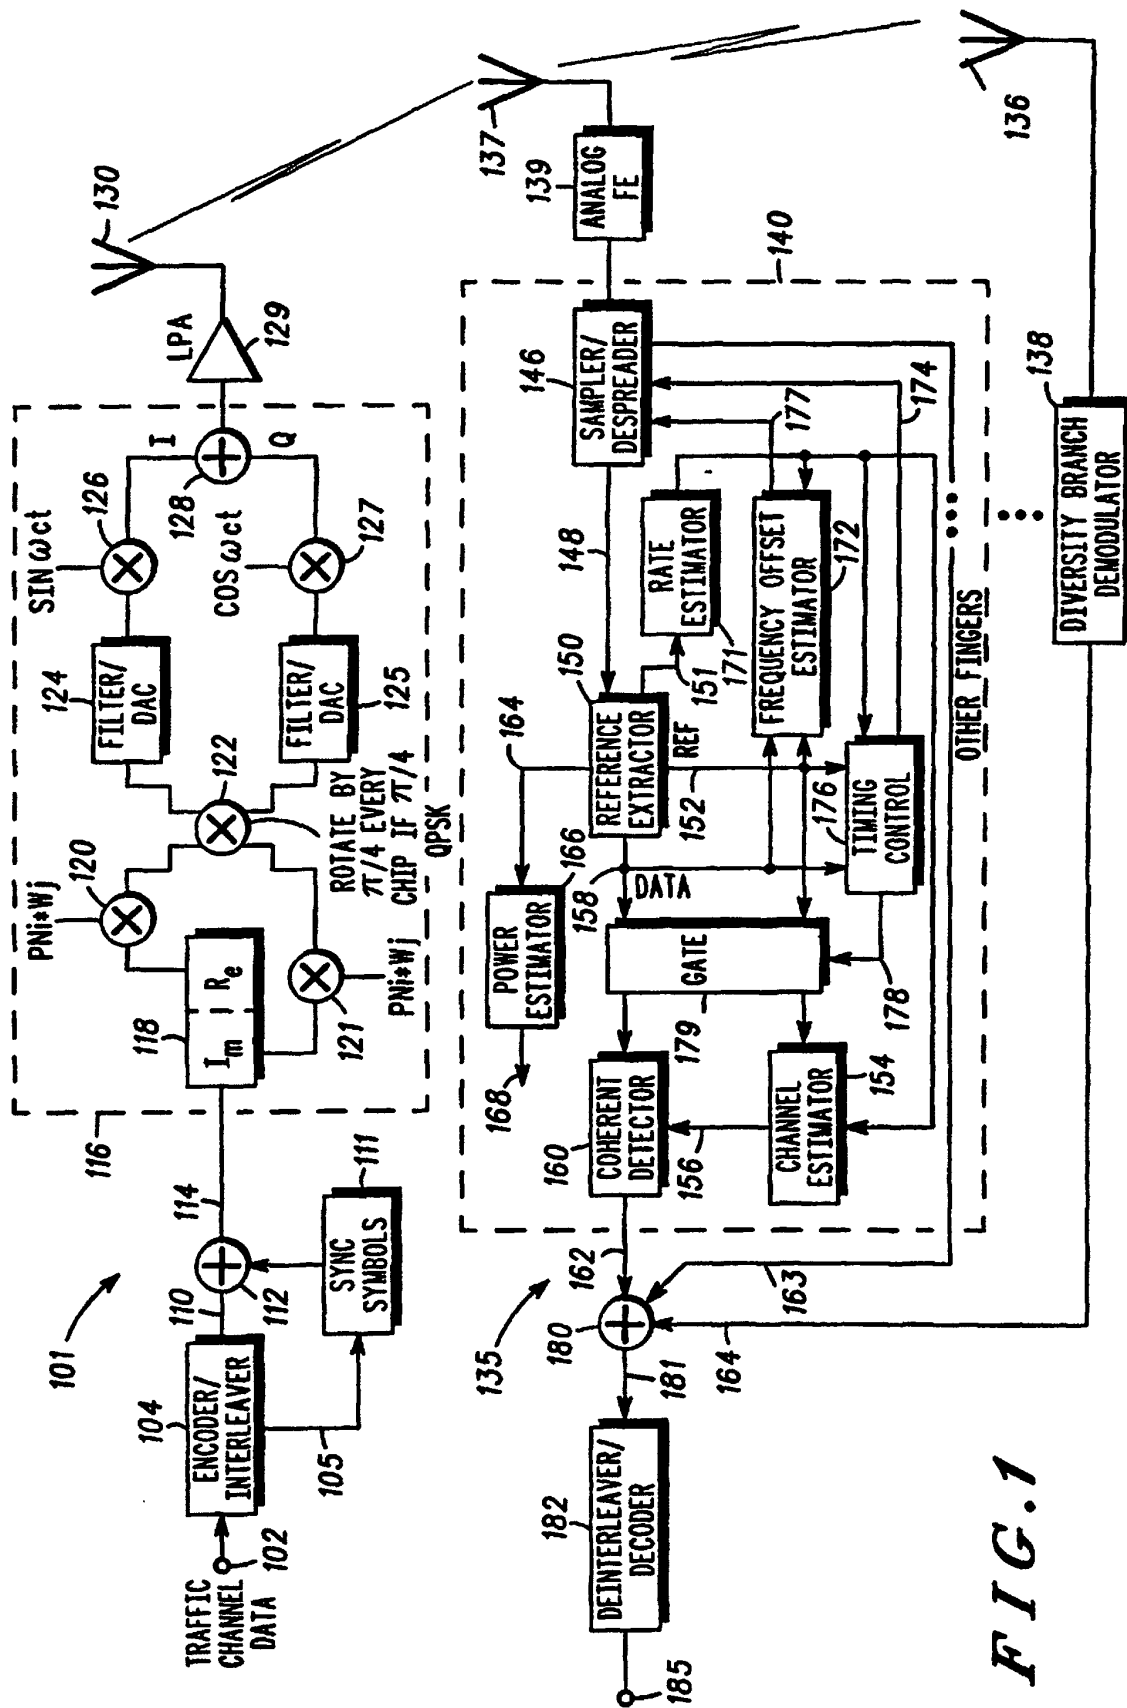 101
TRAFFIC
CHANNEL
DATA
102
104
ENCODER/
INTERLEAVER
105
110
112
SYNC
SYMBOLS
111
114
116
118
Im | Re
PNi*Wj
120
121
PNi*Wj
122
ROTATE BY
π/4 EVERY
CHIP IF π/4
QPSK
124
FILTER/
DAC
FILTER/
DAC
125
SIN ωct
126
COS ωct
127
128
I
Q
LPA
129
130
135
185
182
DEINTERLEAVER/
DECODER
181
180
162
163
164
160
COHERENT
DETECTOR
156
CHANNEL
ESTIMATOR
154
168
POWER
ESTIMATOR
166
164
179
GATE
178
158
DATA
150
REFERENCE
EXTRACTOR
REF
152
176
TIMING
CONTROL
151
RATE
ESTIMATOR
171
FREQUENCY OFFSET
ESTIMATOR
172
148
146
SAMPLER/
DESPREADER
177
174
140
OTHER FINGERS
139
ANALOG
FE
137
136
138
DIVERSITY BRANCH
DEMODULATOR
FIG.1